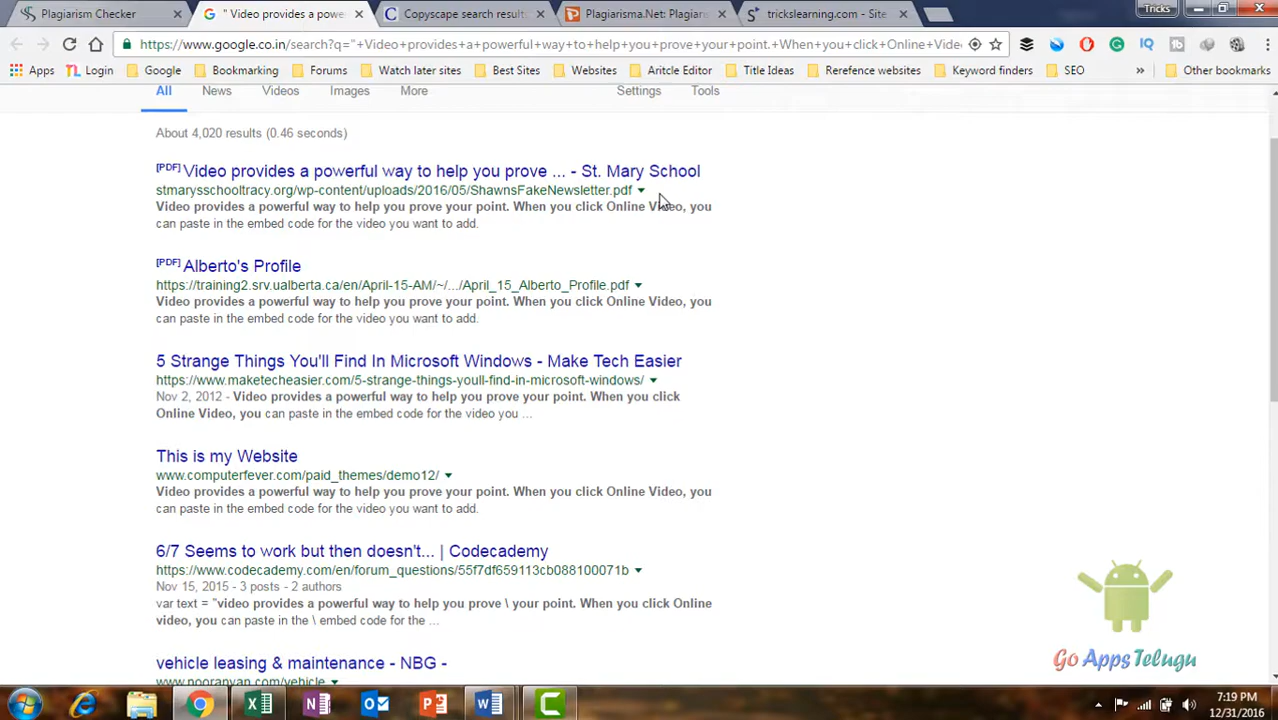 Plagiarism Checker
" Video provides a powe
Copyscape search result
Plagiarisma.Net: Plagiar
trickslearning.com - Site
Tricks
https://www.google.co.in/search?q=" + Video+provides+a+powerful+way+to+help+you+prove+your+point.+When+you+click+Online+Vide
Apps
Login
Google
Bookmarking
Forums
Watch later sites
Best Sites
Websites
Aritcle Editor
Title Ideas
Rerefence websites
Keyword finders
SEO
»
Other bookmarks
All
News
Videos
Images
More
Settings
Tools
About 4,020 results (0.46 seconds)
[PDF] Video provides a powerful way to help you prove ... - St. Mary School
stmarysschooltracy.org/wp-content/uploads/2016/05/ShawnsFakeNewsletter.pdf
Video provides a powerful way to help you prove your point. When you click Online Video, you
can paste in the embed code for the video you want to add.
[PDF] Alberto's Profile
https://training2.srv.ualberta.ca/en/April-15-AM/~/.../April_15_Alberto_Profile.pdf
Video provides a powerful way to help you prove your point. When you click Online Video, you
can paste in the embed code for the video you want to add.
5 Strange Things You'll Find In Microsoft Windows - Make Tech Easier
https://www.maketecheasier.com/5-strange-things-youll-find-in-microsoft-windows/
Nov 2, 2012 - Video provides a powerful way to help you prove your point. When you click
Online Video, you can paste in the embed code for the video you ...
This is my Website
www.computerfever.com/paid_themes/demo12/
Video provides a powerful way to help you prove your point. When you click Online Video, you
can paste in the embed code for the video you want to add.
6/7 Seems to work but then doesn't... | Codecademy
https://www.codecademy.com/en/forum_questions/55f7df659113cb088100071b
Nov 15, 2015 - 3 posts - 2 authors
var text = "video provides a powerful way to help you prove \ your point. When you click Online
video, you can paste in the \ embed code for the ...
vehicle leasing & maintenance - NBG -
www.nooranyan.com/vehicle
Go AppsTelugu
7:19 PM
12/31/2016